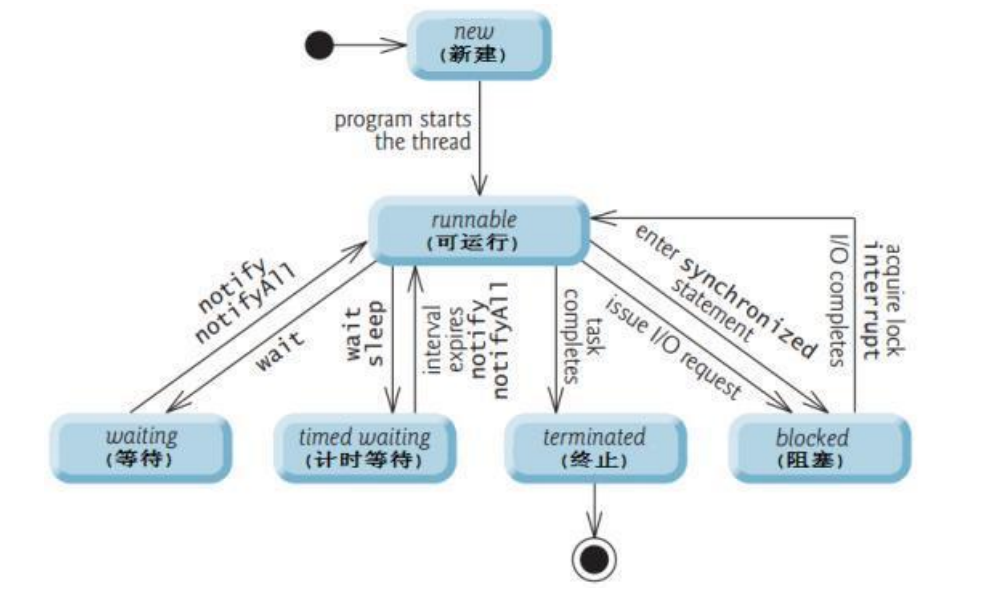 new
(新建)
program starts
the thread
runnable
(可运行)
notify
notifyAll
wait
wait
sleep
interval
expires
notify
notifyAll
task
completes
issue I/O request
enter synchronized
statement
I/O completes
interrupt
acquire lock
waiting
(等待)
timed waiting
(计时等待)
terminated
(终止)
blocked
(阻塞)